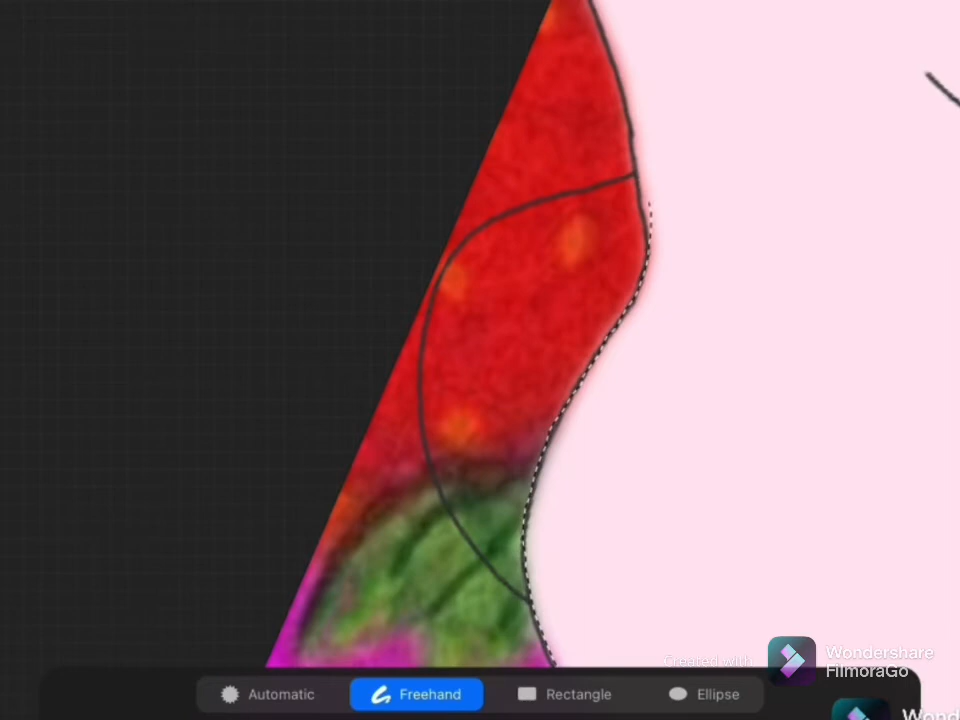 Created with
Wondershare
FilmoraGo
Automatic
Freehand
Rectangle
Ellipse